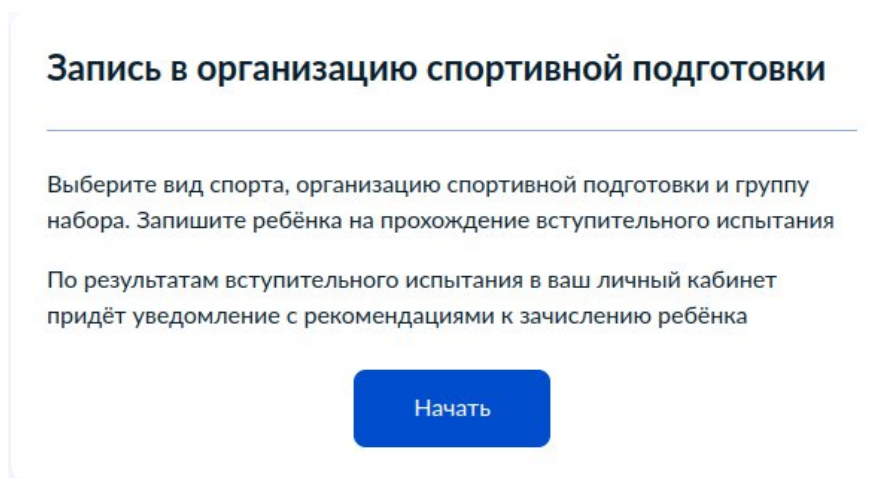 Запись в организацию спортивной подготовки
Выберите вид спорта, организацию спортивной подготовки и группу
набора. Запишите ребёнка на прохождение вступительного испытания
По результатам вступительного испытания в ваш личный кабинет
придёт уведомление с рекомендациями к зачислению ребёнка
Начать